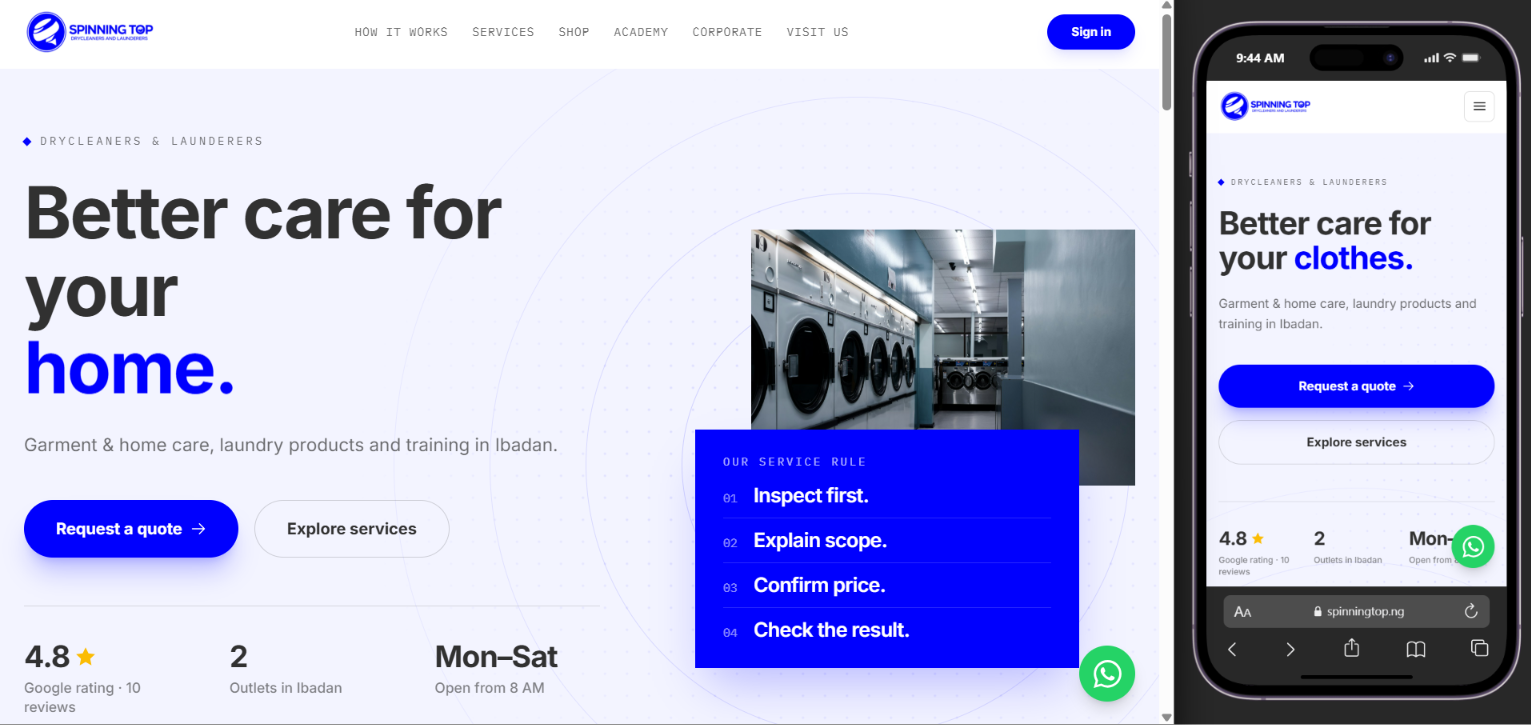 SPINNING TOP
DRYCLEANERS AND LAUNDERERS
HOW IT WORKS
SERVICES
SHOP
ACADEMY
CORPORATE
VISIT US
Sign in
DRYCLEANERS & LAUNDERERS
Better care for
your
home.
Garment & home care, laundry products and training in Ibadan.
Request a quote →
Explore services
4.8 ★
Google rating · 10
reviews
2
Outlets in Ibadan
Mon–Sat
Open from 8 AM
OUR SERVICE RULE
01 Inspect first.
02 Explain scope.
03 Confirm price.
04 Check the result.
9:44 AM
SPINNING TOP
DRYCLEANERS AND LAUNDERERS
DRYCLEANERS & LAUNDERERS
Better care for
your clothes.
Garment & home care, laundry products and
training in Ibadan.
Request a quote →
Explore services
4.8 ★
Google rating · 10
reviews
2
Outlets in Ibadan
Mon–
Open from
AA
spinningtop.ng